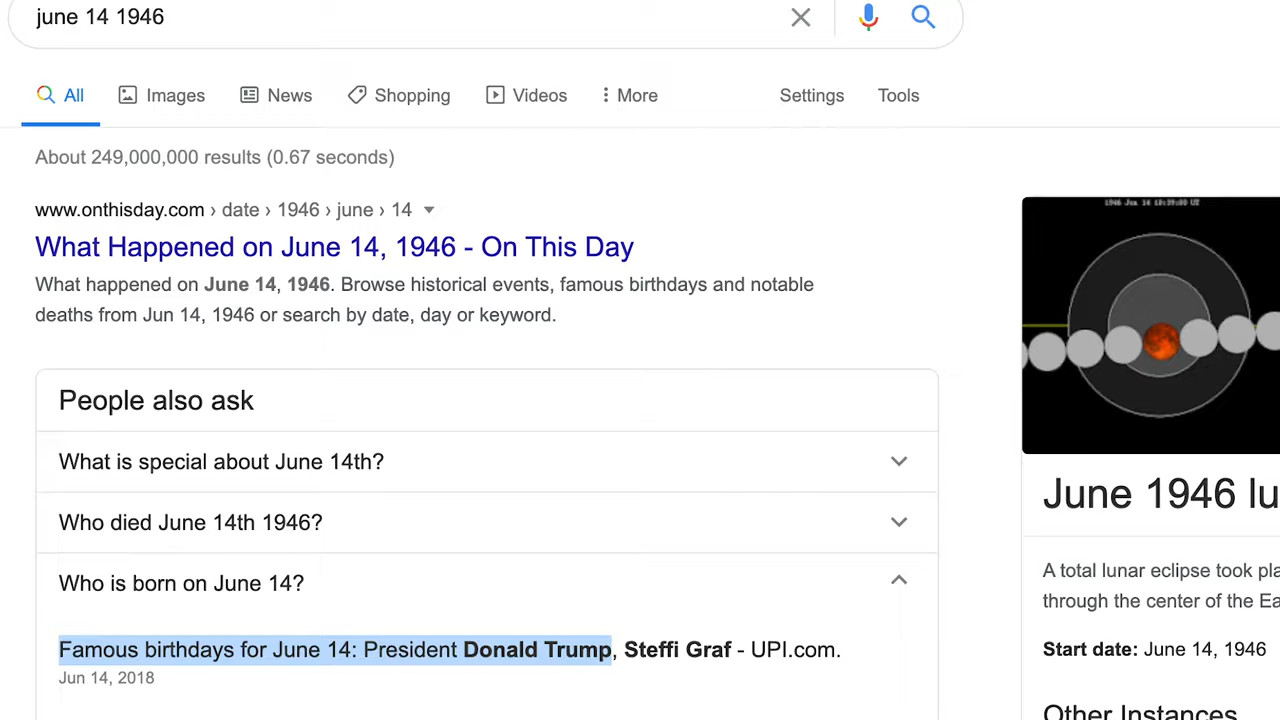 june 14 1946
All Images News Shopping Videos More Settings Tools
About 249,000,000 results (0.67 seconds)
www.onthisday.com › date › 1946 › june › 14
What Happened on June 14, 1946 - On This Day
What happened on June 14, 1946. Browse historical events, famous birthdays and notable
deaths from Jun 14, 1946 or search by date, day or keyword.
People also ask
What is special about June 14th?
Who died June 14th 1946?
Who is born on June 14?
Famous birthdays for June 14: President Donald Trump, Steffi Graf - UPI.com.
Jun 14, 2018
June 1946 lu
A total lunar eclipse took pla
through the center of the Ea
Start date: June 14, 1946
Other Instances